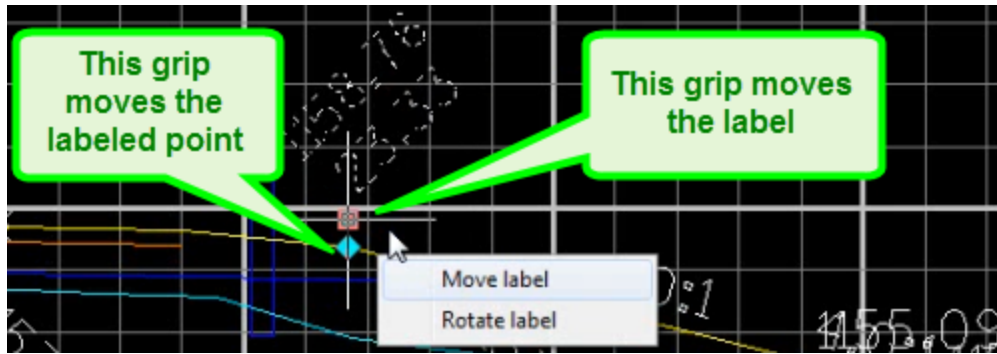 This grip
moves the
labeled point
This grip moves
the label
Move label
Rotate label